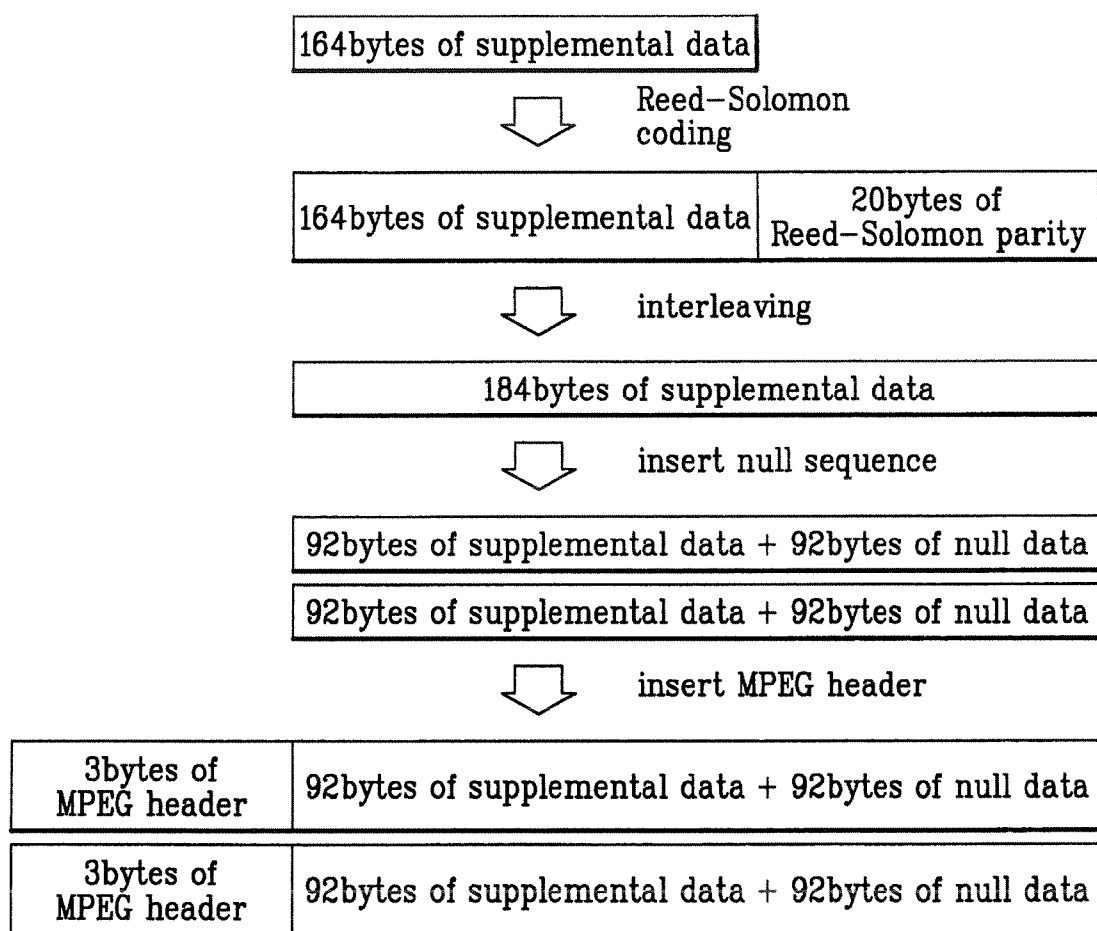 164bytes of supplemental data
Reed-Solomon
coding
164bytes of supplemental data
20bytes of
Reed-Solomon parity
interleaving
184bytes of supplemental data
insert null sequence
92bytes of supplemental data + 92bytes of null data
92bytes of supplemental data + 92bytes of null data
insert MPEG header
3bytes of
MPEG header
92bytes of supplemental data + 92bytes of null data
3bytes of
MPEG header
92bytes of supplemental data + 92bytes of null data